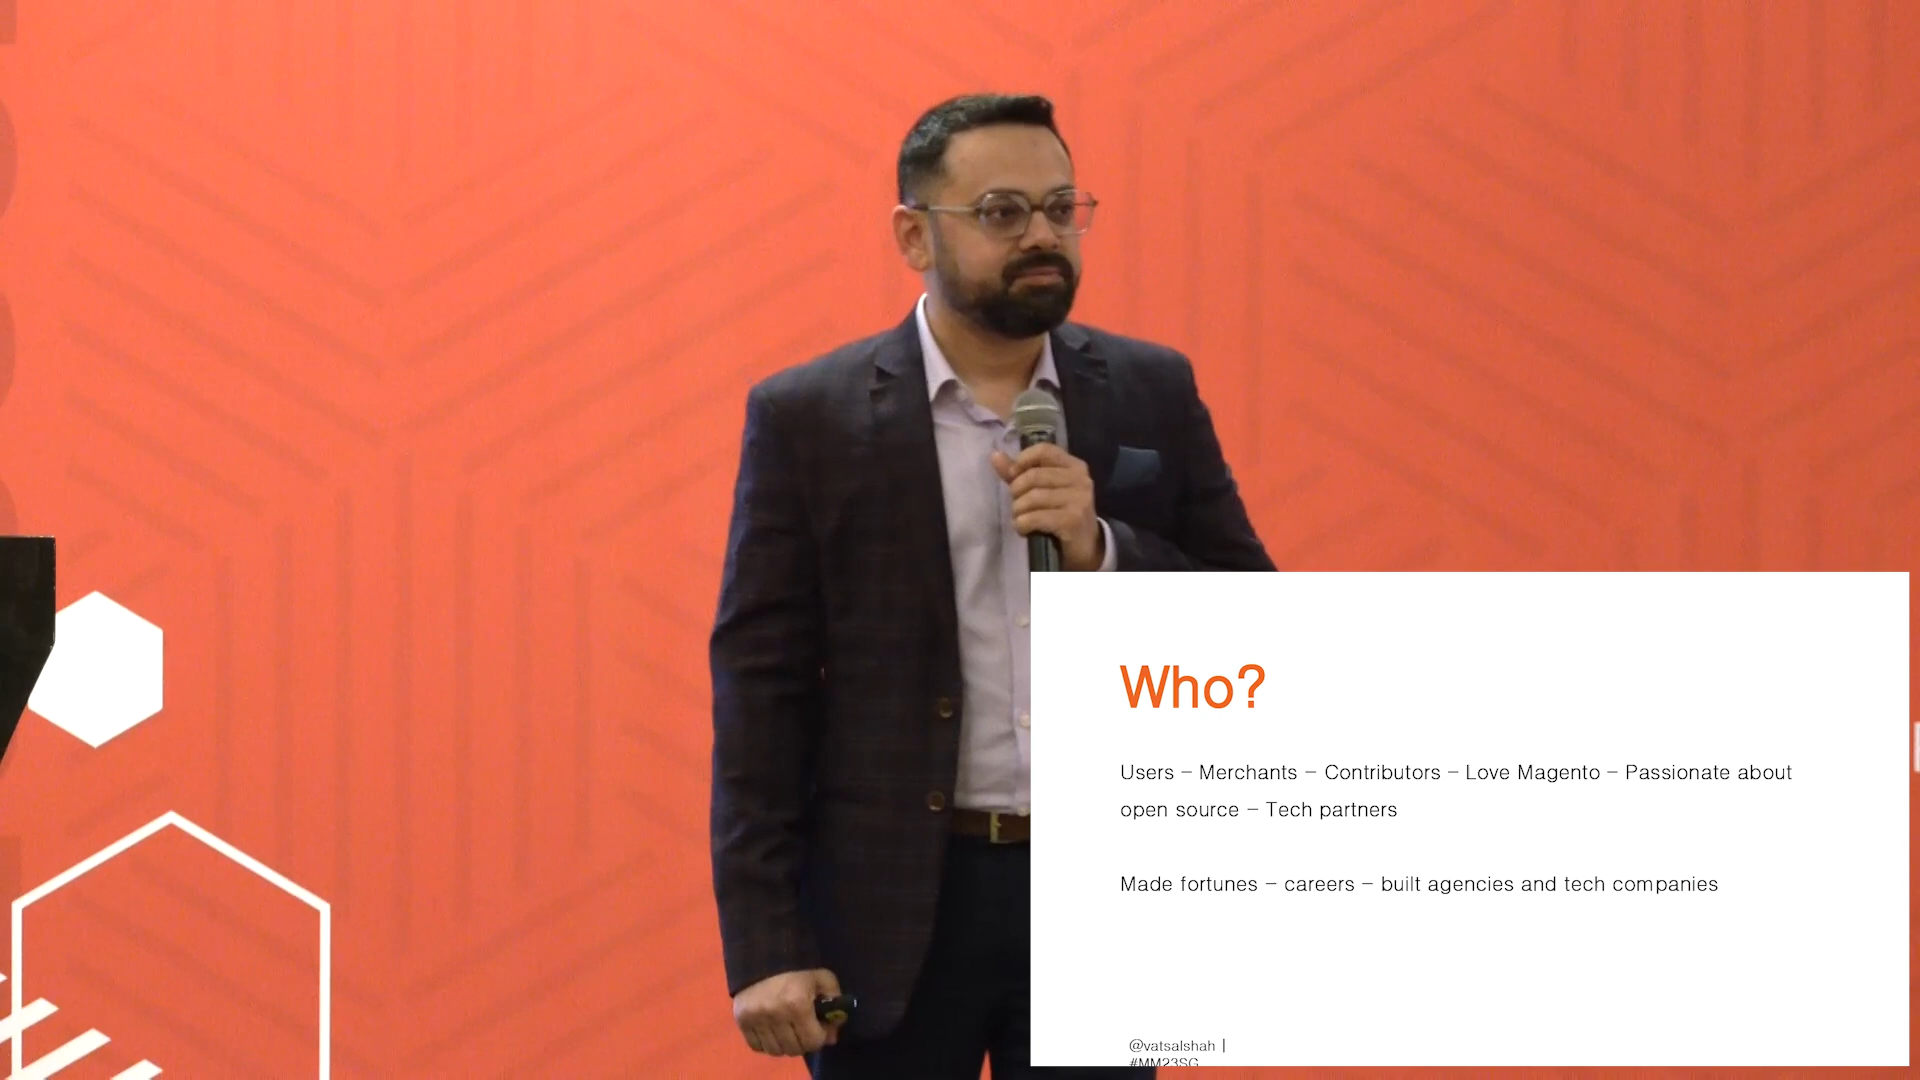 Who?
Users – Merchants – Contributors – Love Magento – Passionate about
open source – Tech partners
Made fortunes – careers – built agencies and tech companies
@vatsalshah |
#MM23SG